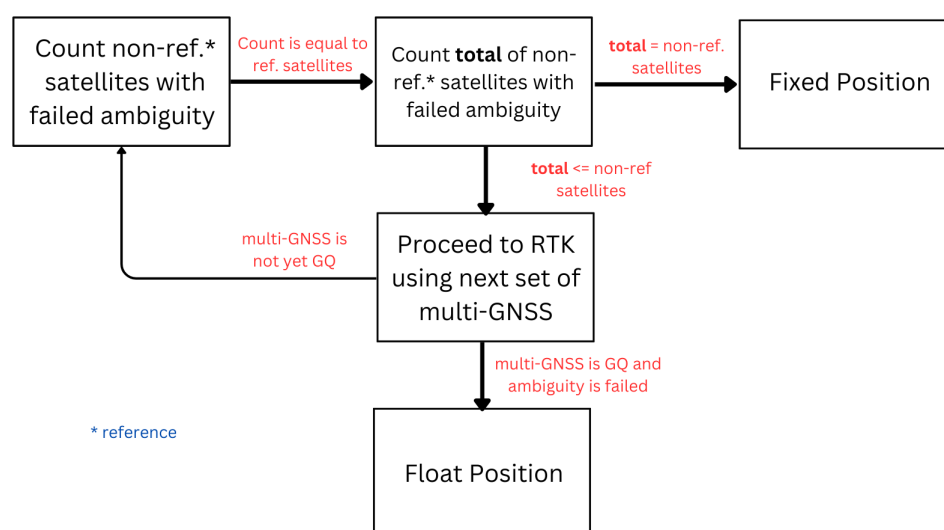 Count non-ref.*
satellites with
failed ambiguity
Count is equal to
ref. satellites
Count total of non-
ref.* satellites with
failed ambiguity
total = non-ref.
satellites
Fixed Position
total <= non-ref
satellites
multi-GNSS is
not yet GQ
Proceed to RTK
using next set of
multi-GNSS
multi-GNSS is GQ and
ambiguity is failed
* reference
Float Position